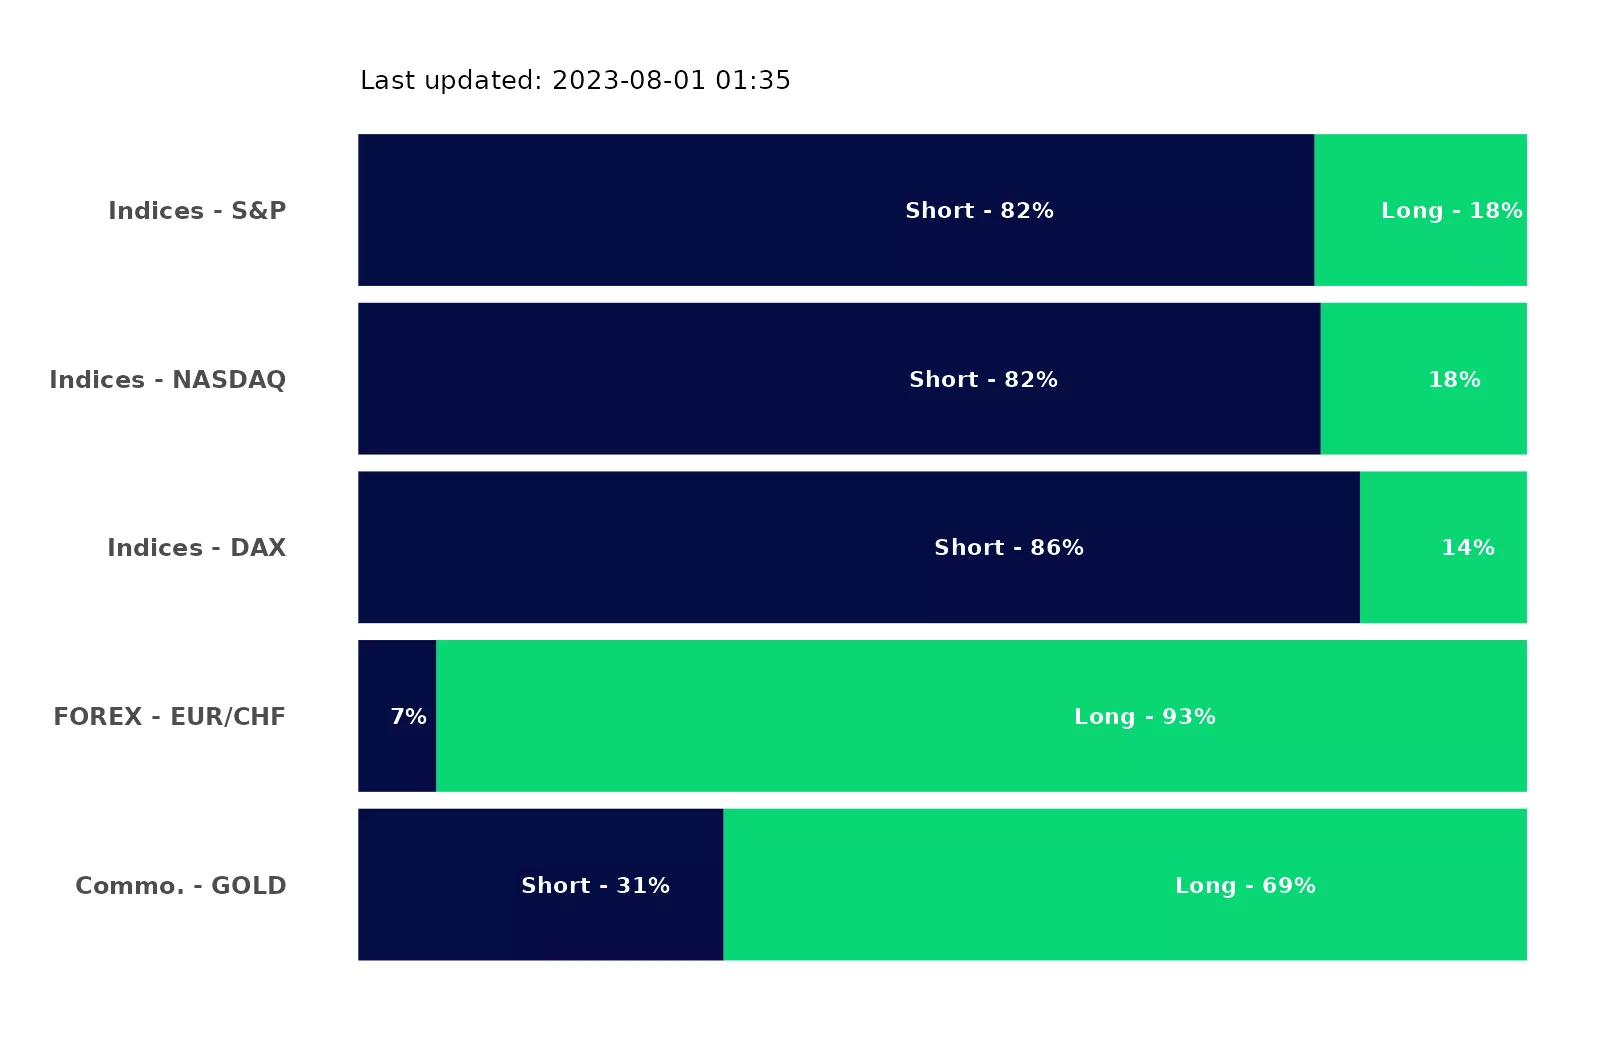 Last updated: 2023-08-01 01:35
Indices - S&P Short - 82% Long - 18%
Indices - NASDAQ Short - 82% 18%
Indices - DAX Short - 86% 14%
FOREX - EUR/CHF 7% Long - 93%
Commo. - GOLD Short - 31% Long - 69%